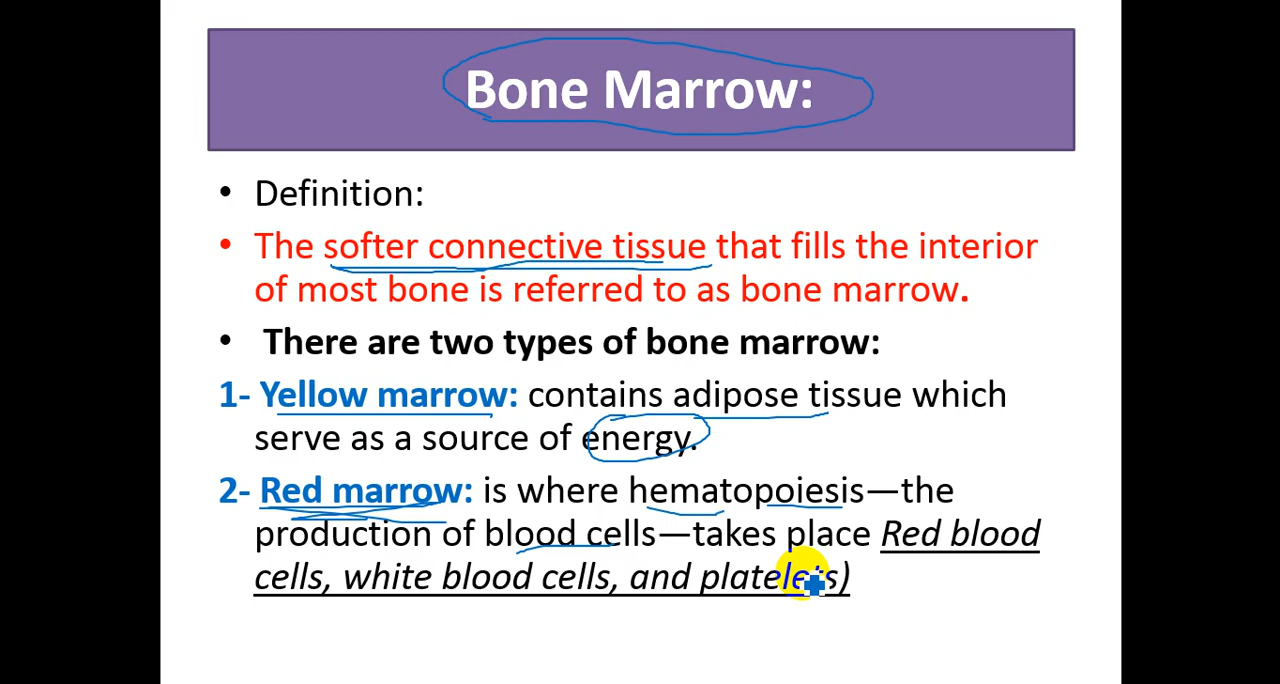 Bone Marrow:
• Definition:
• The softer connective tissue that fills the interior
of most bone is referred to as bone marrow.
• There are two types of bone marrow:
1- Yellow marrow: contains adipose tissue which
serve as a source of energy.
2- Red marrow: is where hematopoiesis—the
production of blood cells—takes place Red blood
cells, white blood cells, and platelets)